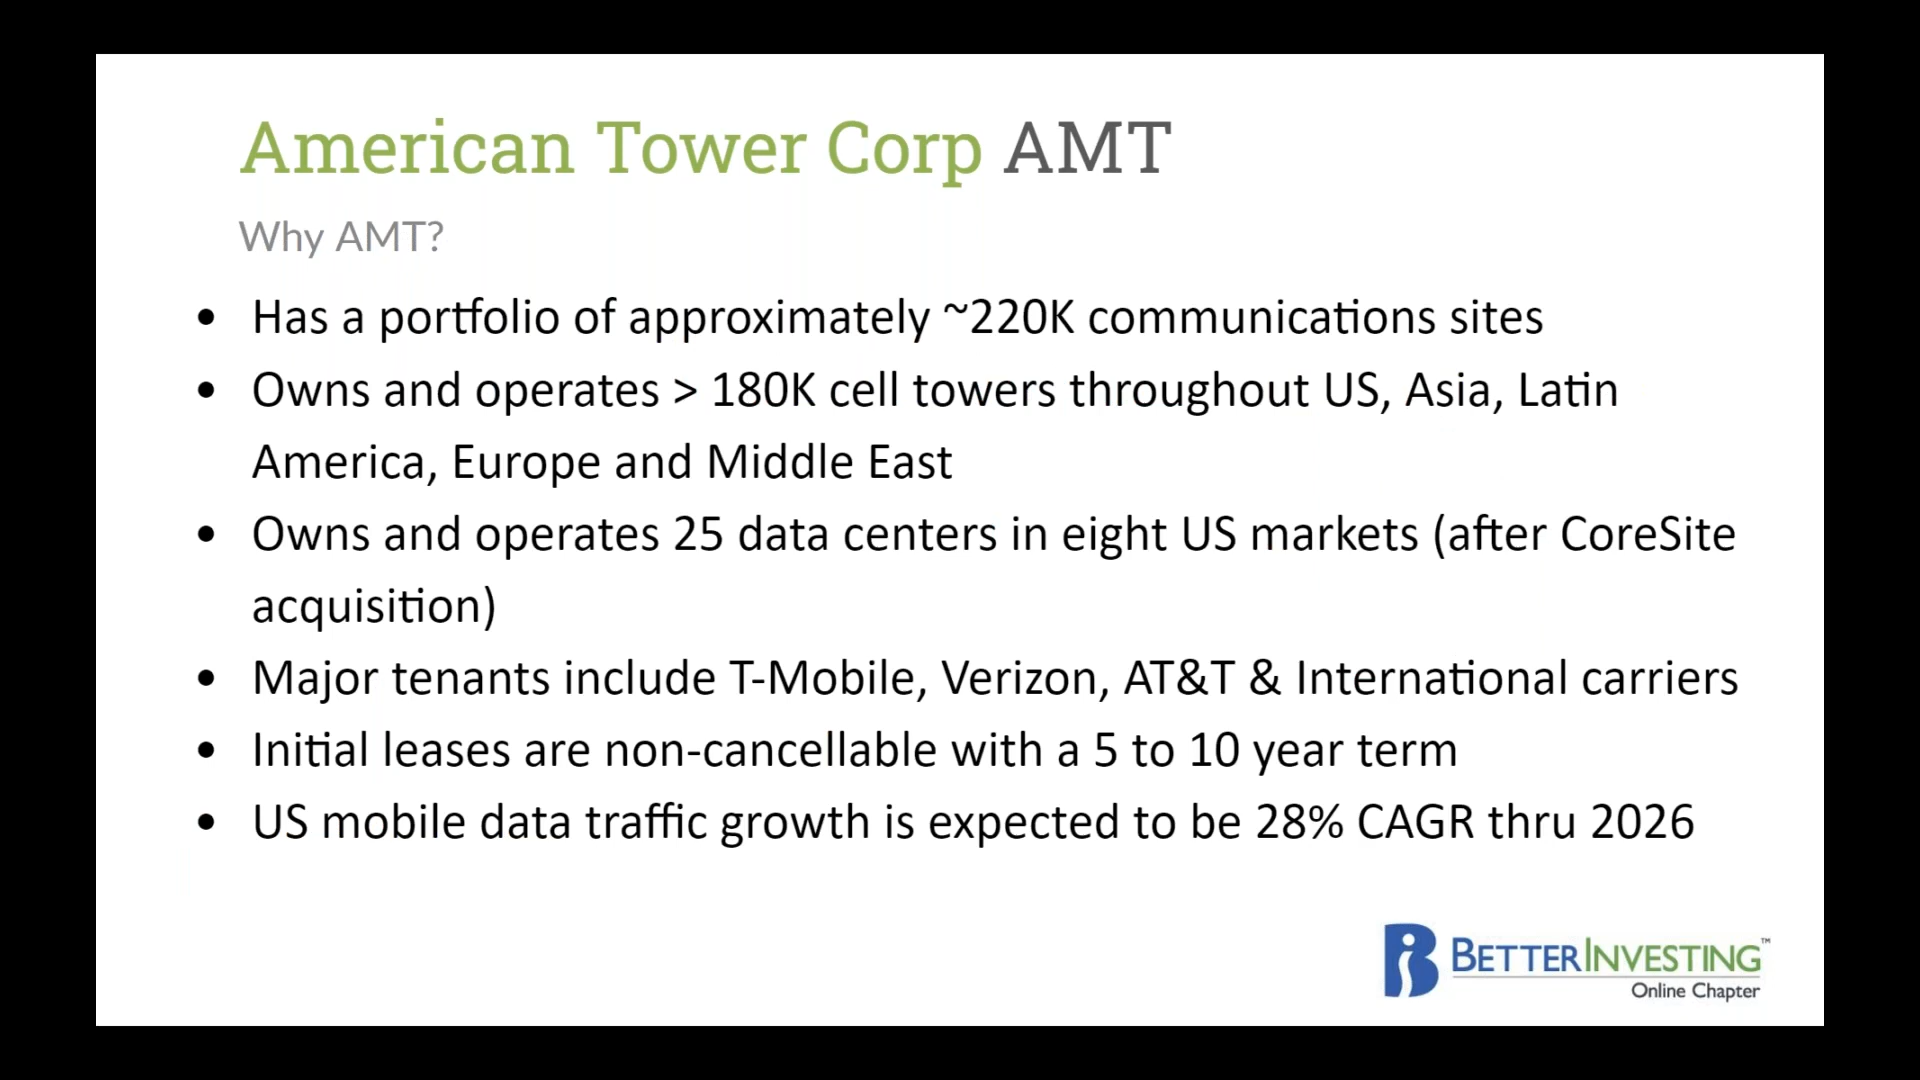 American Tower Corp AMT
Why AMT?
• Has a portfolio of approximately ~220K communications sites
• Owns and operates > 180K cell towers throughout US, Asia, Latin
America, Europe and Middle East
• Owns and operates 25 data centers in eight US markets (after CoreSite
acquisition)
• Major tenants include T-Mobile, Verizon, AT&T & International carriers
• Initial leases are non-cancellable with a 5 to 10 year term
• US mobile data traffic growth is expected to be 28% CAGR thru 2026
BETTERINVESTING™
Online Chapter